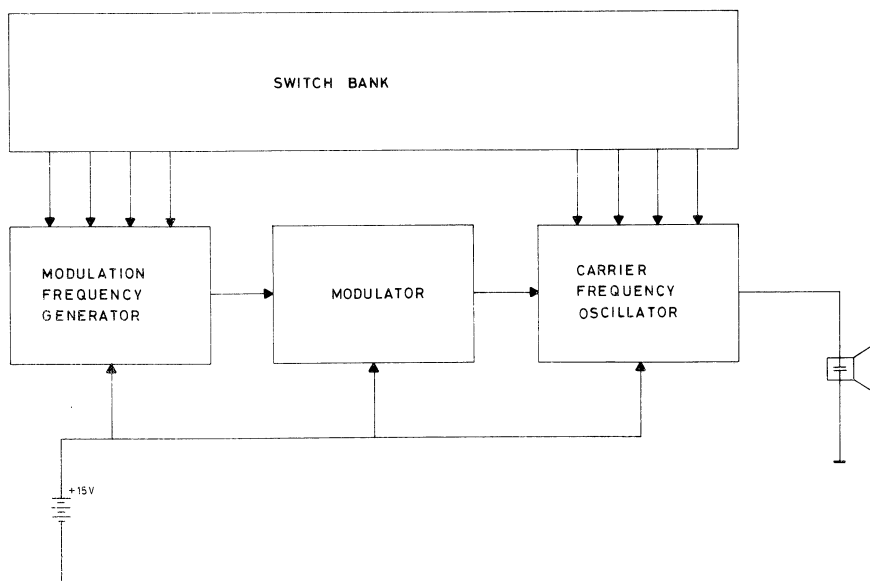 SWITCH BANK
MODULATION
FREQUENCY
GENERATOR
MODULATOR
CARRIER
FREQUENCY
OSCILLATOR
+15V